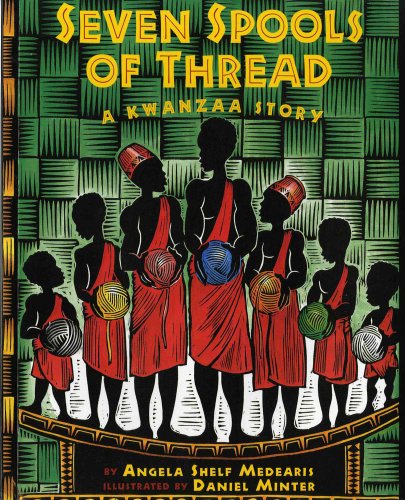 SEVEN SPOOLS
OF THREAD
A KWANZAA STORY
BY ANGELA SHELF MEDEARIS
ILLUSTRATED BY DANIEL MINTER